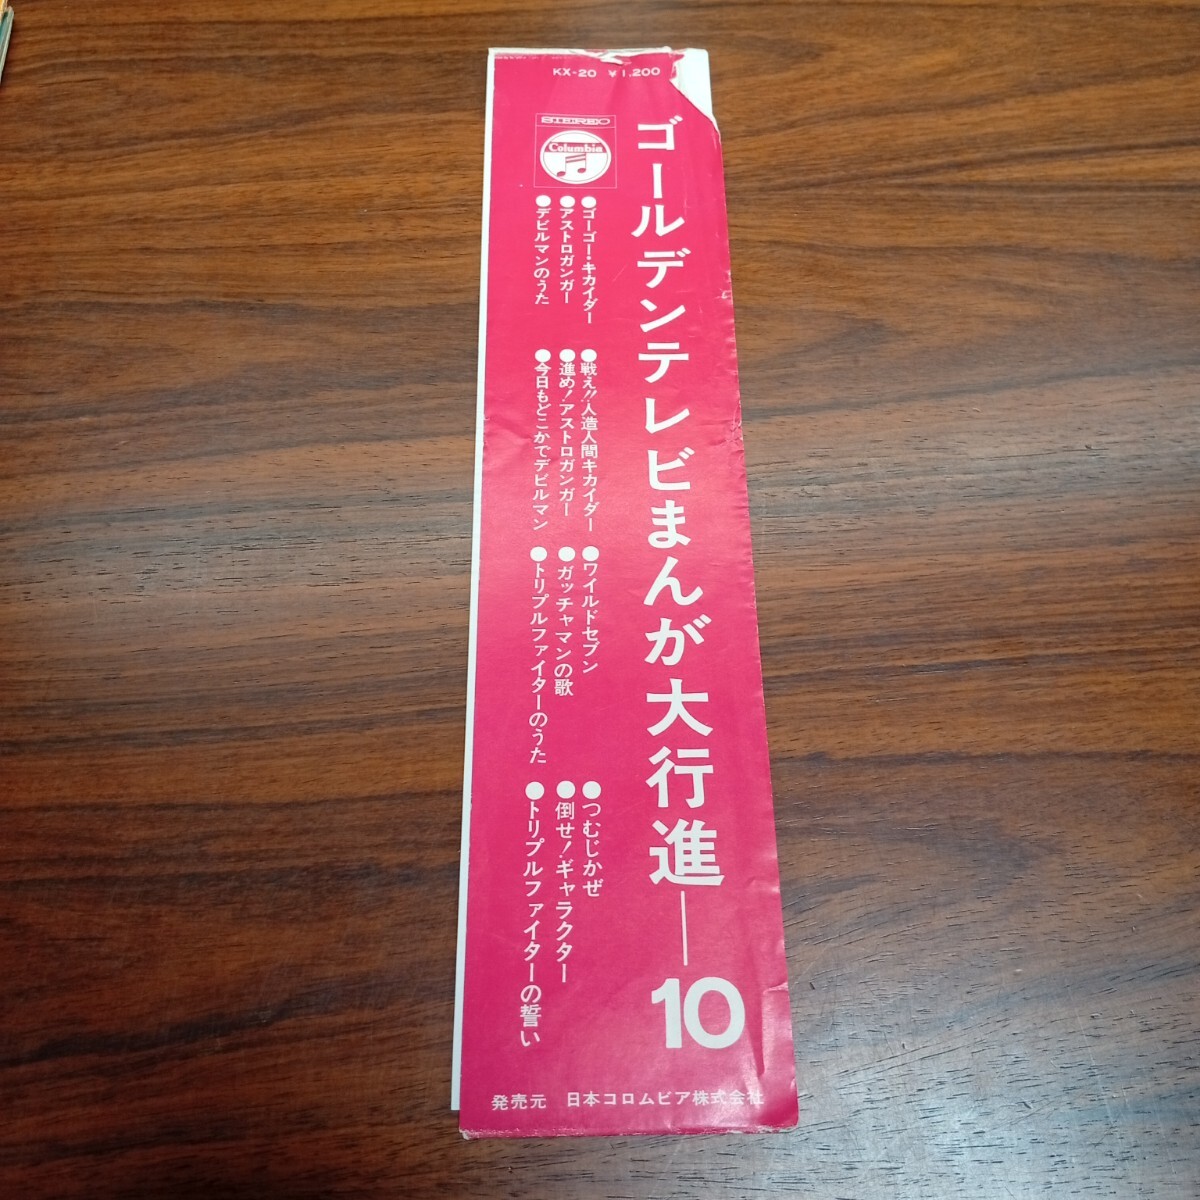 KX-20 ¥1,200
STEREO
Columbia
ゴールデンテレビまんが大行進—10
●ゴーゴー・キカイダー
●アストロガンガー
●デビルマンのうた
●戦え!!人造人間キカイダー
●進め!アストロガンガー
●今日もどこかでデビルマン
●ワイルドセブン
●ガッチャマンの歌
●トリプルファイターのうた
●つむじかぜ
●倒せ!ギャラクター
●トリプルファイターの誓い
発売元 日本コロムビア株式会社